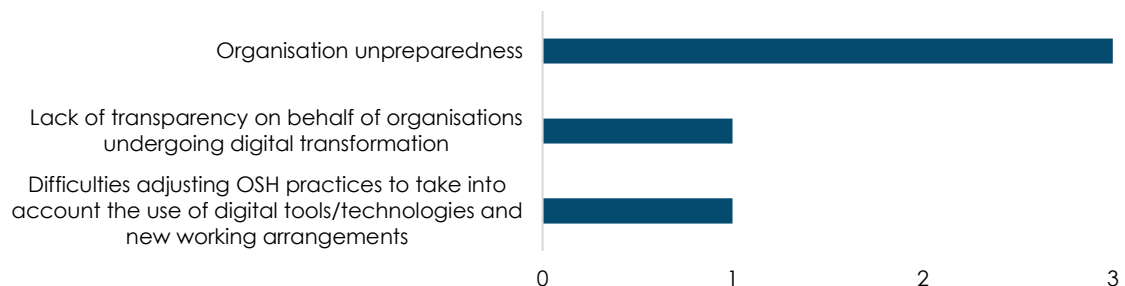 Organisation unpreparedness
Lack of transparency on behalf of organisations
undergoing digital transformation
Difficulties adjusting OSH practices to take into
account the use of digital tools/technologies and
new working arrangements
0 1 2 3